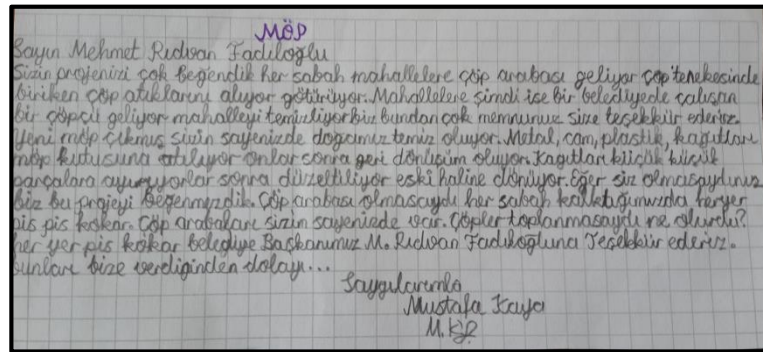 MÖP
Sayın Mehmet Rıdvan Fadıloğlu
Sizin projenizi çok beğendik her sabah mahallelere çöp arabası geliyor çöp tenekesinde
biriken çöp atıklarını alıyor götürüyor. Mahallelere şimdi ise bir belediyede çalışan
bir çöpçü geliyor mahalleyi temizliyor biz bundan çok memnunuz size teşekkür ederiz.
Yeni möp çıkmış sizin sayenizde doğamız temiz oluyor. Metal, cam, plastik, kağıtları
möp kutusuna atılıyor onlar sonra geri dönüşüm oluyor. Kağıtları küçük küçük
parçalara ayırıyorlar sonra düzeltiliyor eski haline dönüyor. Eğer siz olmasaydınız
biz bu projeyi beğenmezdik. Çöp arabası olmasaydı her sabah kalktığımızda heryer
pis pis kokar. Çöp arabaları sizin sayenizde var. Çöpler toplanmasaydı ne olurdu?
her yer pis kokar belediye Başkanımız M. Rıdvan Fadıloğluna Teşekkür ederiz.
bunları bize verdiğinden dolayı...
Saygılarımla
Mustafa Kaya